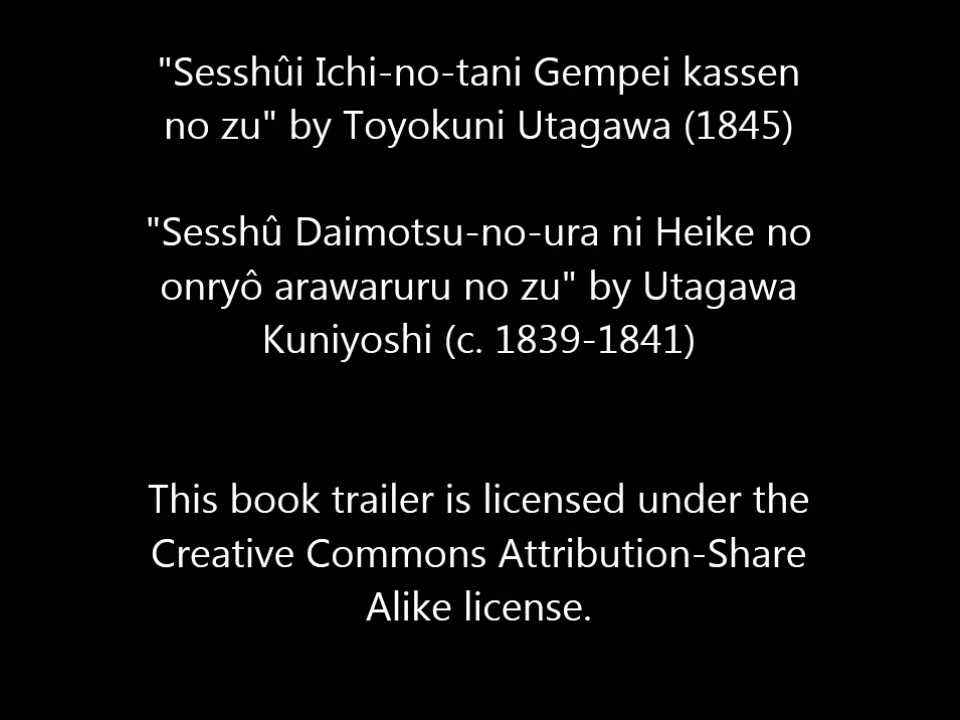 "Sesshûi Ichi-no-tani Gempei kassen
no zu" by Toyokuni Utagawa (1845)
"Sesshû Daimotsu-no-ura ni Heike no
onryô arawaruru no zu" by Utagawa
Kuniyoshi (c. 1839-1841)
This book trailer is licensed under the
Creative Commons Attribution-Share
Alike license.